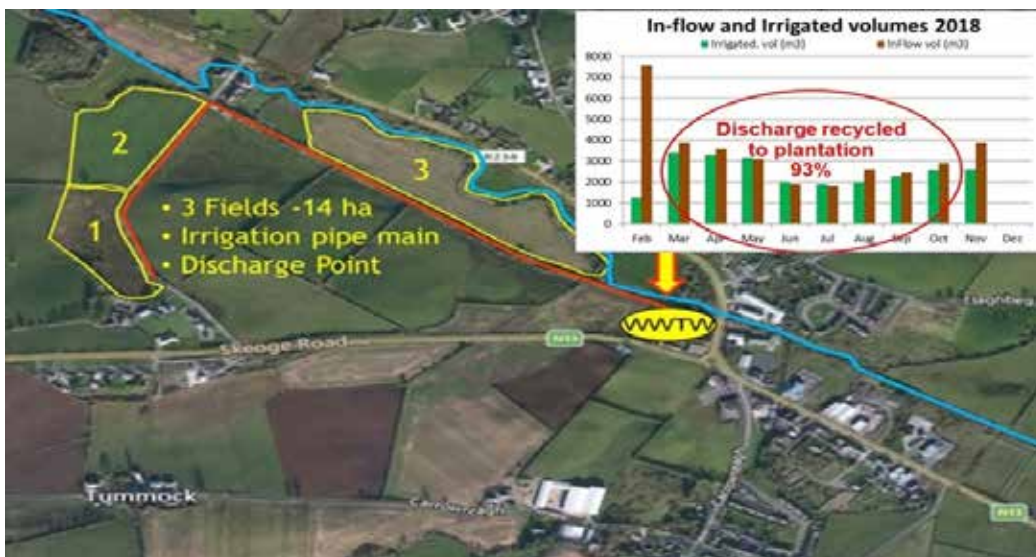 In-flow and Irrigated volumes 2018
Irrigated, vol (m3) InFlow vol (m3)
8000
7000
6000
5000
4000
3000
2000
1000
0
Feb Mar Apr May Jun Jul Aug Sep Oct Nov Dec
Discharge recycled
to plantation
93%
2
3
1
• 3 Fields -14 ha
• Irrigation pipe main
• Discharge Point
WWTW
Skeoge Road
N13
Tummock
N13